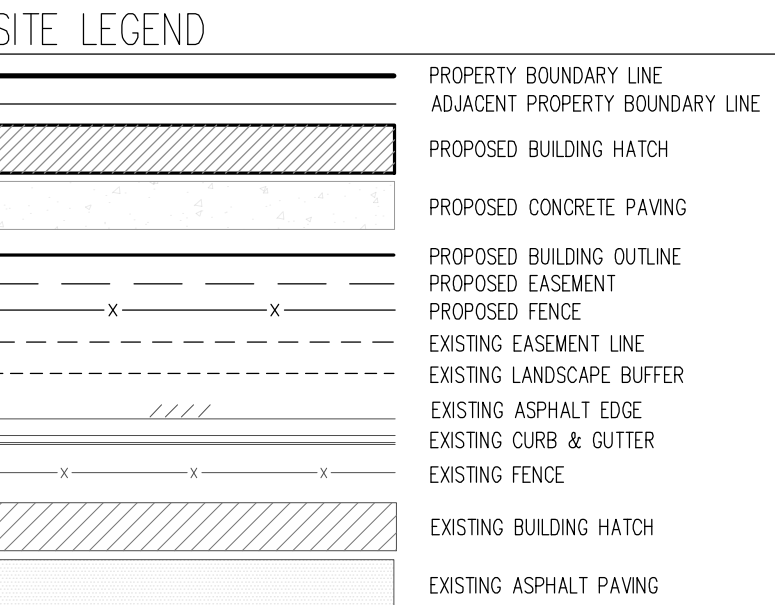 SITE LEGEND
PROPERTY BOUNDARY LINE
ADJACENT PROPERTY BOUNDARY LINE
PROPOSED BUILDING HATCH
PROPOSED CONCRETE PAVING
PROPOSED BUILDING OUTLINE
PROPOSED EASEMENT
X X
PROPOSED FENCE
EXISTING EASEMENT LINE
EXISTING LANDSCAPE BUFFER
EXISTING ASPHALT EDGE
EXISTING CURB & GUTTER
X X X
EXISTING FENCE
EXISTING BUILDING HATCH
EXISTING ASPHALT PAVING